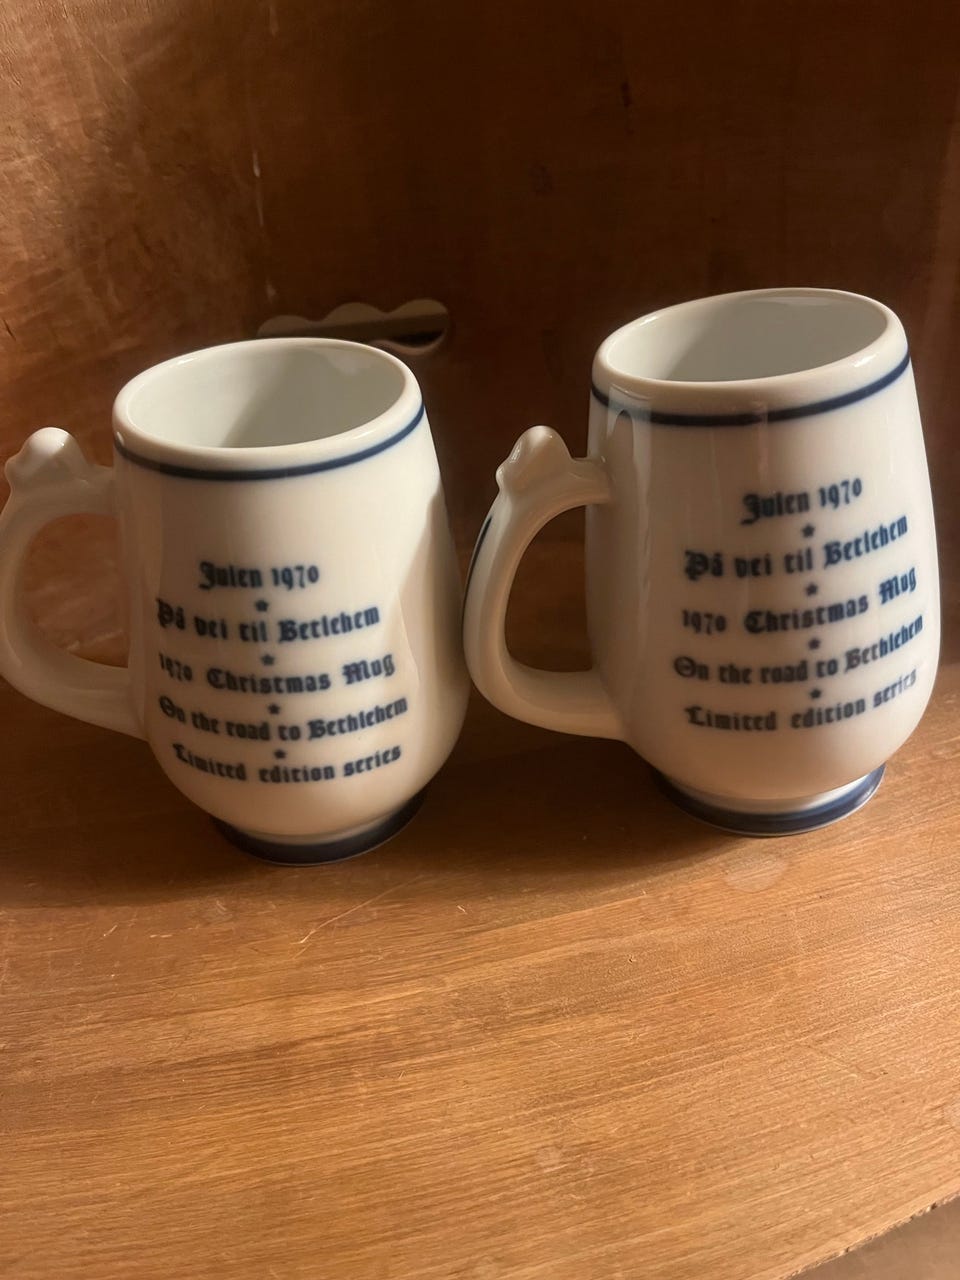 Julen 1970
På vei til Betlehem
1970 Christmas Mug
On the road to Bethlehem
Limited edition series
Julen 1970
På vei til Betlehem
1970 Christmas Mug
On the road to Bethlehem
Limited edition series